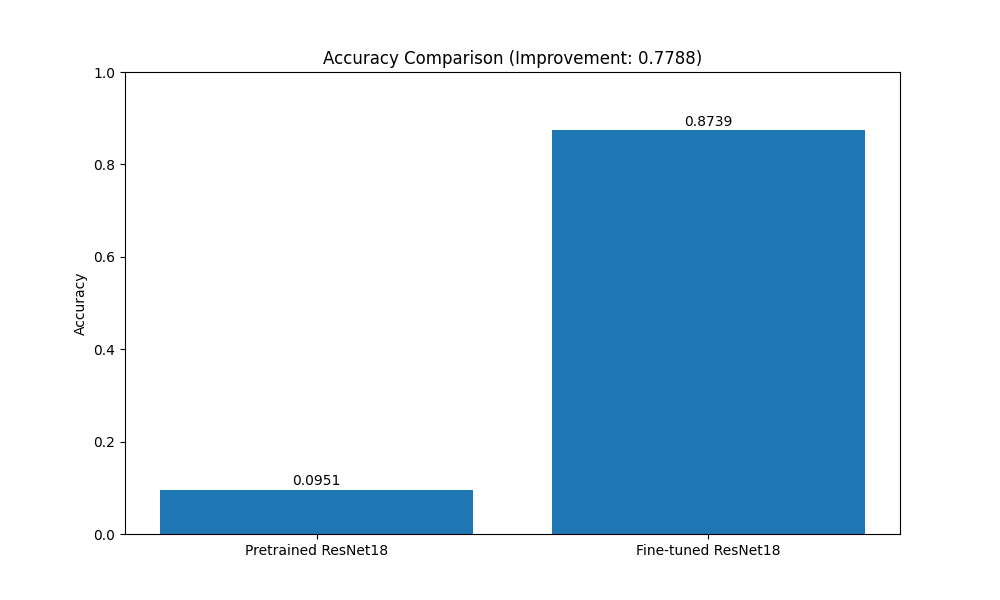 Accuracy Comparison (Improvement: 0.7788)
1.0
0.8
0.6
0.4
0.2
0.0
Accuracy
0.0951
0.8739
Pretrained ResNet18
Fine-tuned ResNet18